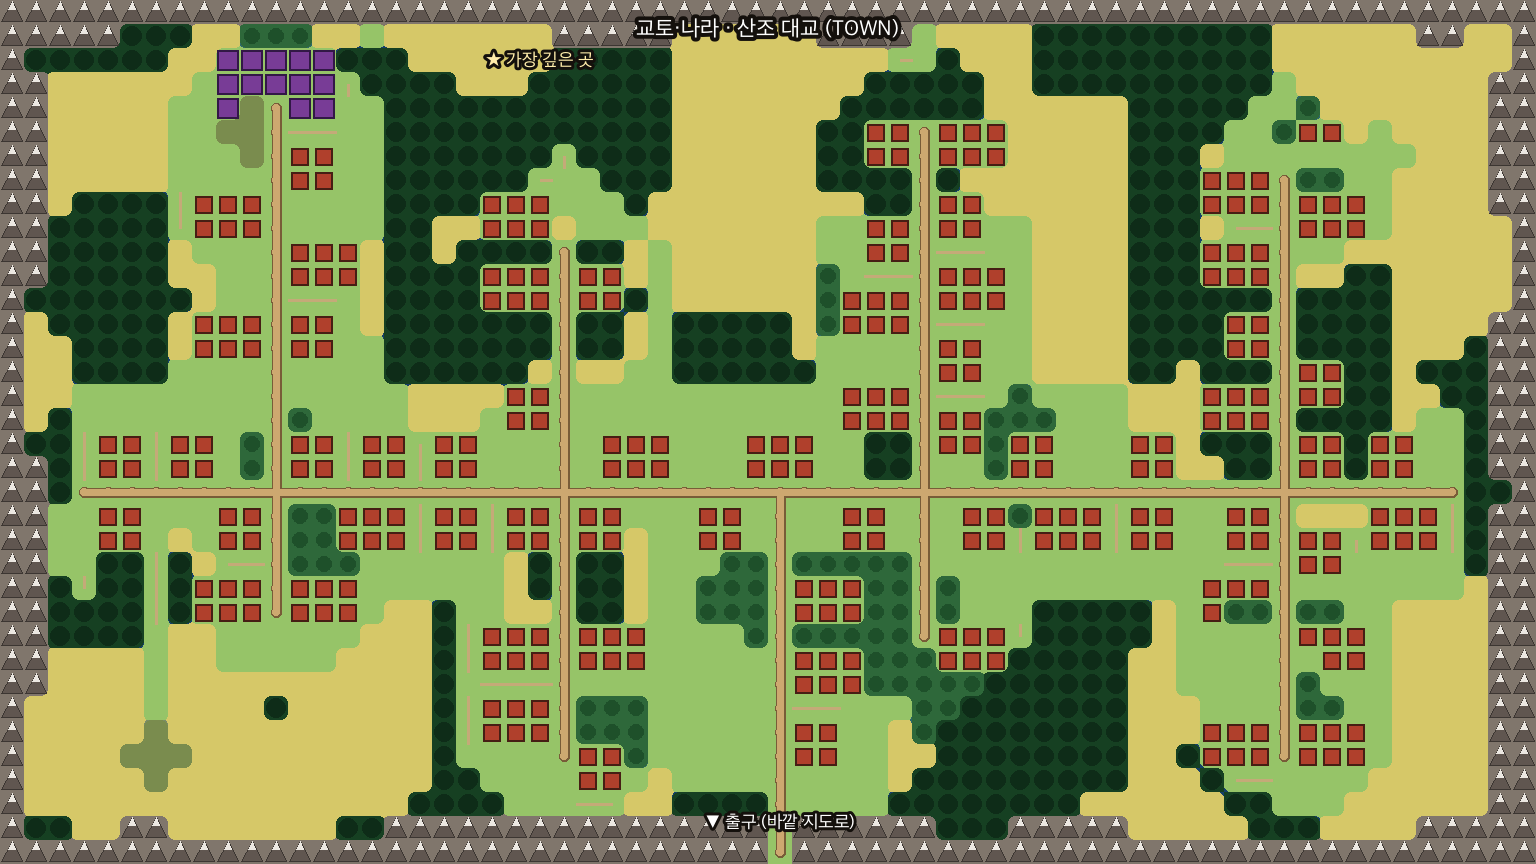 교토·나라 · 산조 대교 (TOWN)
★ 가장 깊은 곳
▼ 출구 (바깥 지도로)